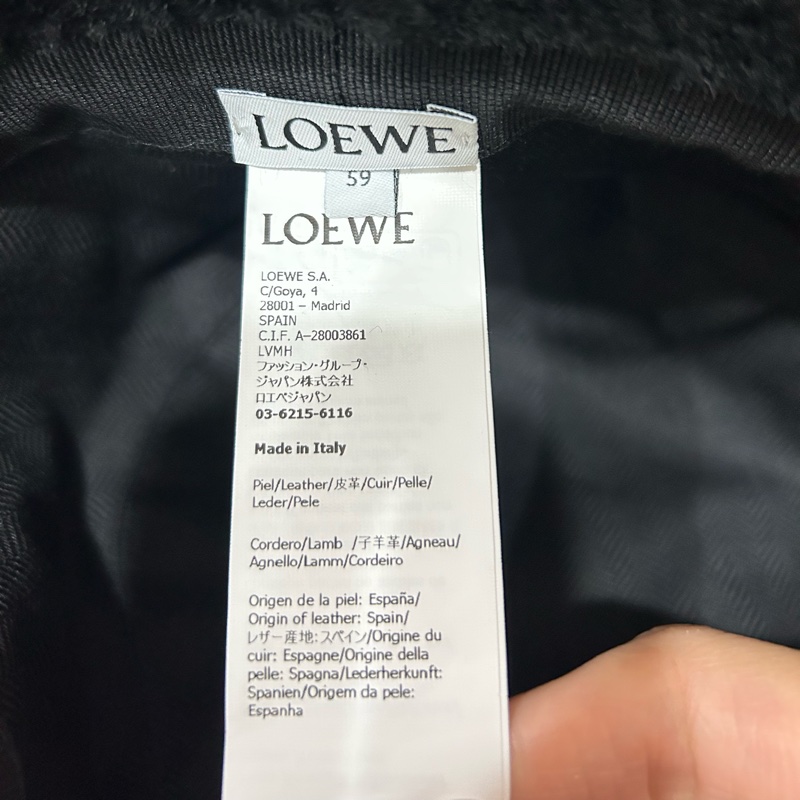 LOEWE
59
LOEWE
LOEWE S.A.
C/Goya, 4
28001 – Madrid
SPAIN
C.I.F. A–28003861
LVMH
ファッション・グループ・
ジャパン株式会社
ロエベジャパン
03-6215-6116
Made in Italy
Piel/Leather/皮革/Cuir/Pelle/
Leder/Pele
Cordero/Lamb /子羊革/Agneau/
Agnello/Lamm/Cordeiro
Origen de la piel: España/
Origin of leather: Spain/
レザー産地:スペイン/Origine du
cuir: Espagne/Origine della
pelle: Spagna/Lederherkunft:
Spanien/Origem da pele:
Espanha